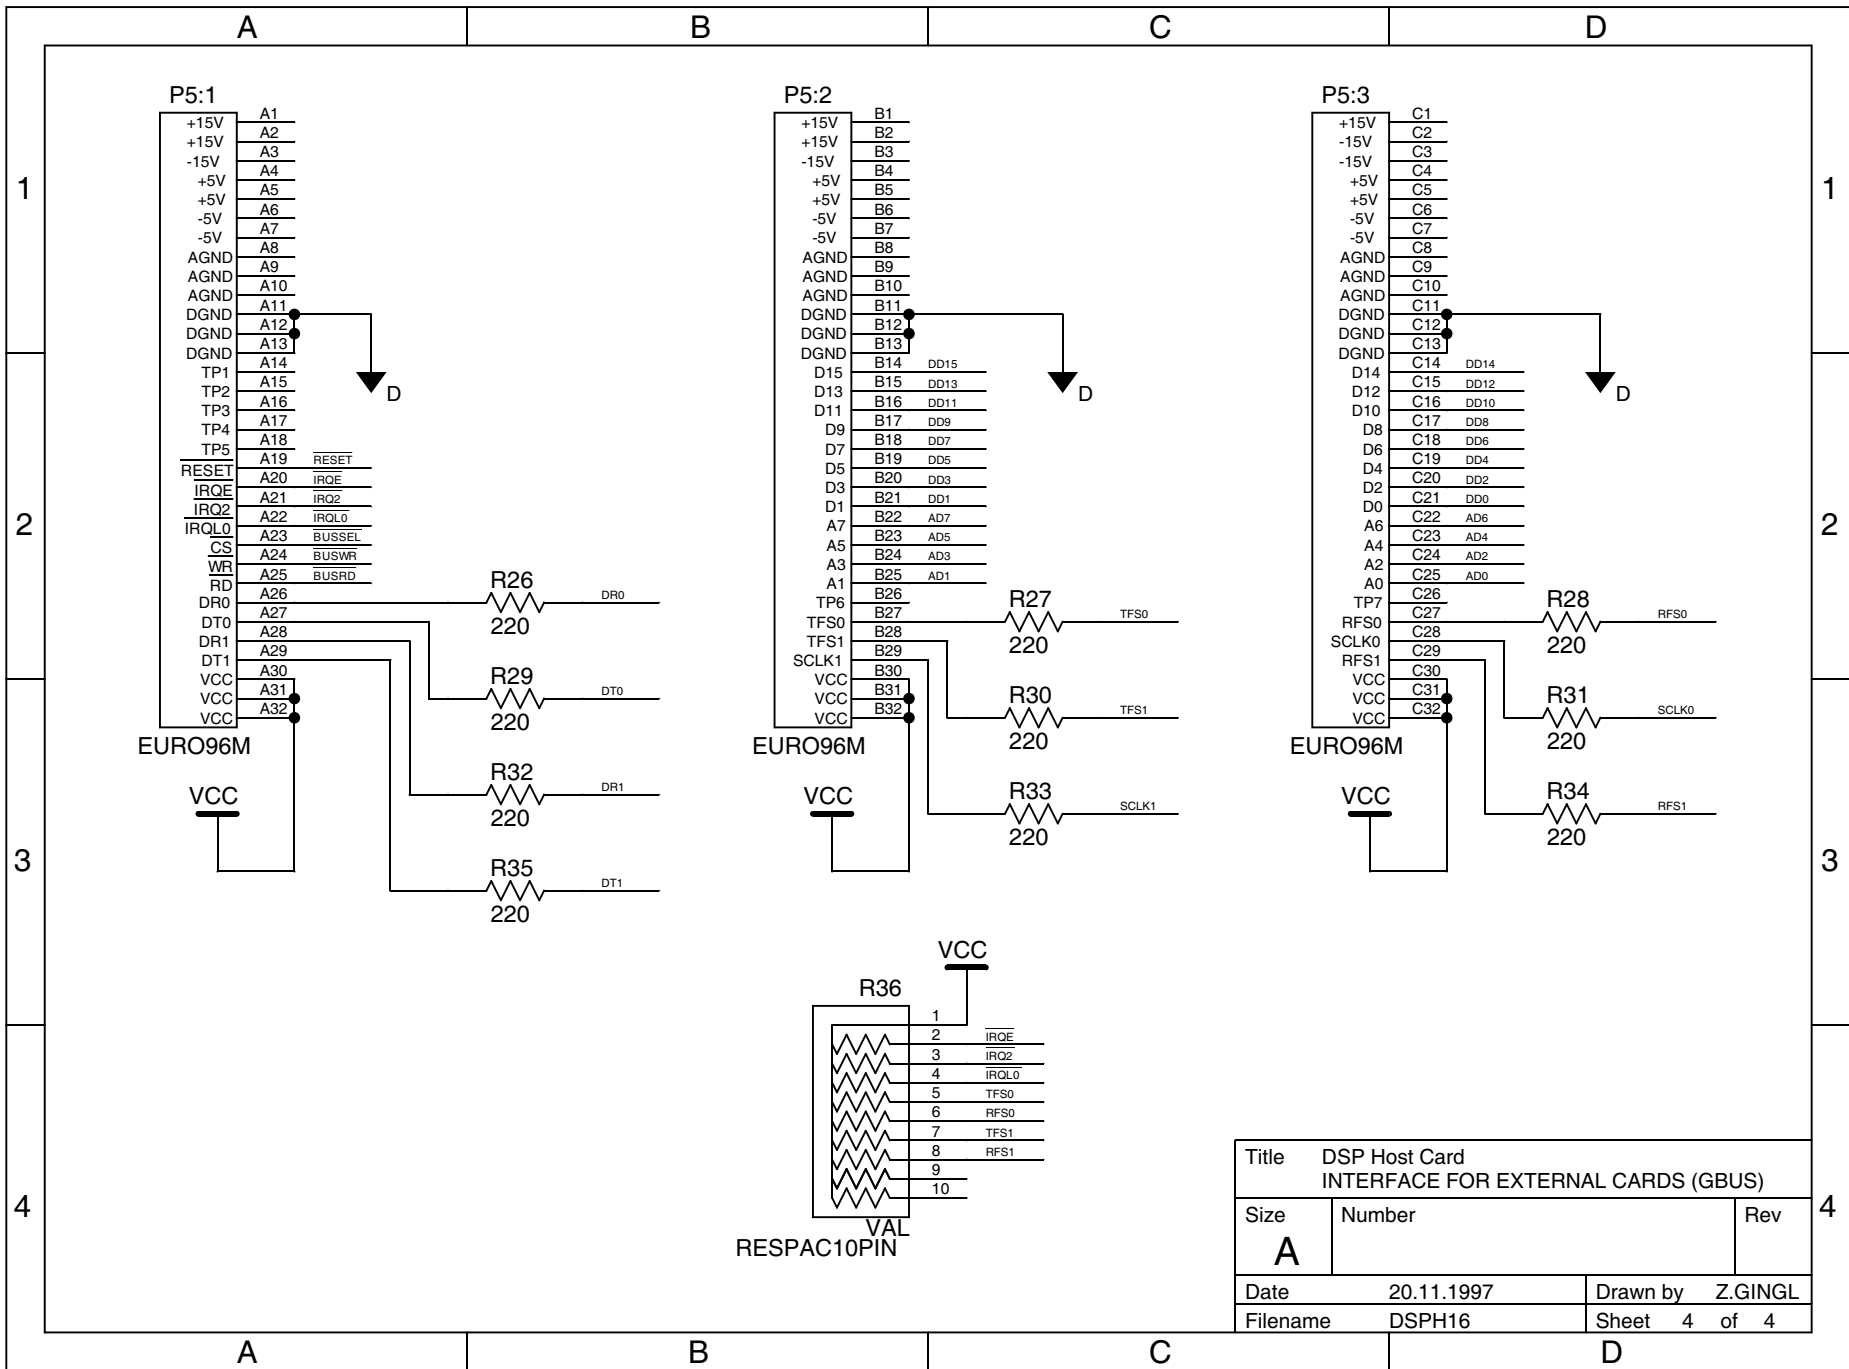 A B C D
1 1
2 2
3 3
4 4
P5:1
+15V A1
+15V A2
-15V A3
+5V A4
+5V A5
-5V A6
-5V A7
AGND A8
AGND A9
AGND A10
DGND A11
DGND A12
DGND A13
TP1 A14
TP2 A15
TP3 A16
TP4 A17
TP5 A18
RESET A19 RESET
IRQE A20 IRQE
IRQ2 A21 IRQ2
IRQL0 A22 IRQL0
CS A23 BUSSEL
WR A24 BUSWR
RD A25 BUSRD
DR0 A26
DT0 A27
DR1 A28
DT1 A29
VCC A30
VCC A31
VCC A32
EURO96M
D
VCC
R26 DR0
220
R29 DT0
220
R32 DR1
220
R35 DT1
220
P5:2
+15V B1
+15V B2
-15V B3
+5V B4
+5V B5
-5V B6
-5V B7
AGND B8
AGND B9
AGND B10
DGND B11
DGND B12
DGND B13
D15 B14 DD15
D13 B15 DD13
D11 B16 DD11
D9 B17 DD9
D7 B18 DD7
D5 B19 DD5
D3 B20 DD3
D1 B21 DD1
A7 B22 AD7
A5 B23 AD5
A3 B24 AD3
A1 B25 AD1
TP6 B26
TFS0 B27
TFS1 B28
SCLK1 B29
VCC B30
VCC B31
VCC B32
EURO96M
D
VCC
R27 TFS0
220
R30 TFS1
220
R33 SCLK1
220
P5:3
+15V C1
-15V C2
-15V C3
+5V C4
+5V C5
-5V C6
-5V C7
AGND C8
AGND C9
AGND C10
DGND C11
DGND C12
DGND C13
D14 C14 DD14
D12 C15 DD12
D10 C16 DD10
D8 C17 DD8
D6 C18 DD6
D4 C19 DD4
D2 C20 DD2
D0 C21 DD0
A6 C22 AD6
A4 C23 AD4
A2 C24 AD2
A0 C25 AD0
TP7 C26
RFS0 C27
SCLK0 C28
RFS1 C29
VCC C30
VCC C31
VCC C32
EURO96M
D
VCC
R28 RFS0
220
R31 SCLK0
220
R34 RFS1
220
VCC
R36
1
2 IRQE
3 IRQ2
4 IRQL0
5 TFS0
6 RFS0
7 TFS1
8 RFS1
9
10
VAL
RESPAC10PIN
Title DSP Host Card
INTERFACE FOR EXTERNAL CARDS (GBUS)
Size Number Rev
A
Date 20.11.1997 Drawn by Z.GINGL
Filename DSPH16 Sheet 4 of 4
A B C D